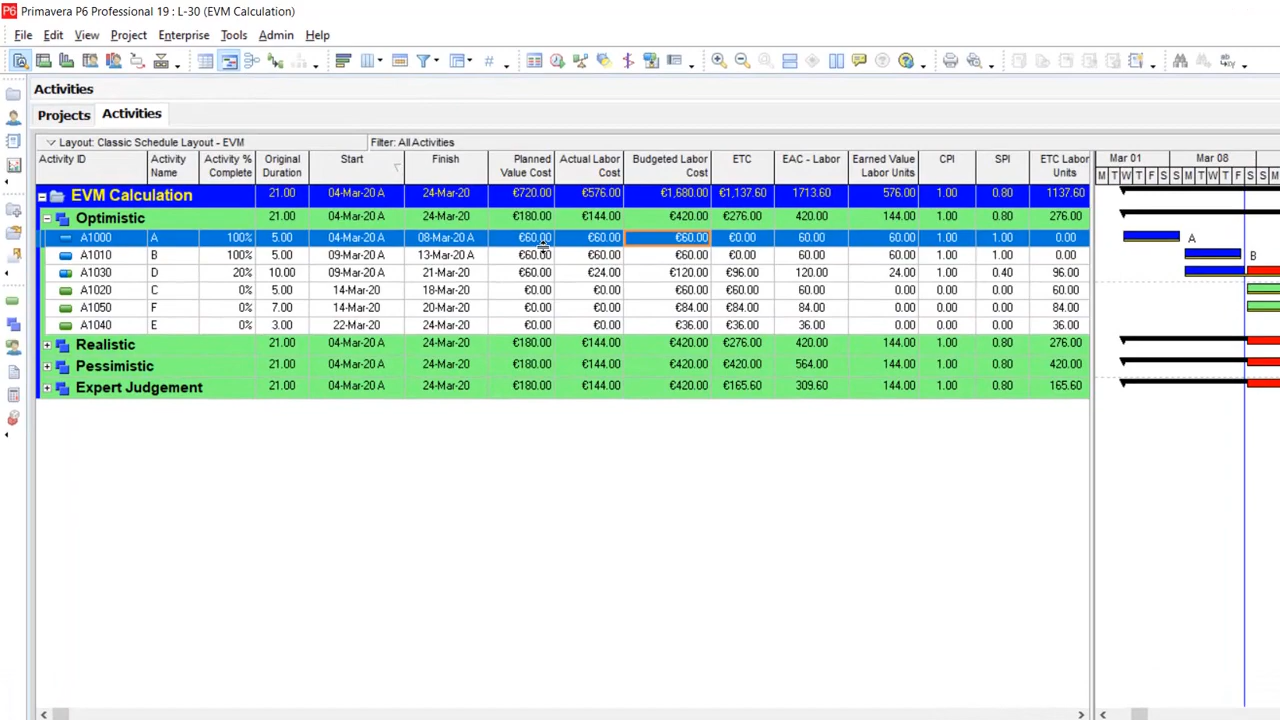 P6 Primavera P6 Professional 19 : L-30 (EVM Calculation)
File Edit View Project Enterprise Tools Admin Help
Activities
Projects Activities
Layout: Classic Schedule Layout - EVM Filter: All Activities
Activity ID Activity Name Activity % Complete Original Duration Start Finish Planned Value Cost Actual Labor Cost Budgeted Labor Cost ETC EAC - Labor Earned Value Labor Units CPI SPI ETC Labor Units Mar 01 Mar 08
M T W T F S S M T W T F S S M
EVM Calculation 21.00 04-Mar-20 A 24-Mar-20 €720.00 €576.00 €1,680.00 €1,137.60 1713.60 576.00 1.00 0.80 1137.60
Optimistic 21.00 04-Mar-20 A 24-Mar-20 €180.00 €144.00 €420.00 €276.00 420.00 144.00 1.00 0.80 276.00
A1000 A 100% 5.00 04-Mar-20 A 08-Mar-20 A €60.00 €60.00 €60.00 €0.00 60.00 60.00 1.00 1.00 0.00 A
A1010 B 100% 5.00 09-Mar-20 A 13-Mar-20 A €60.00 €60.00 €60.00 €0.00 60.00 60.00 1.00 1.00 0.00 B
A1030 D 20% 10.00 09-Mar-20 A 21-Mar-20 €60.00 €24.00 €120.00 €96.00 120.00 24.00 1.00 0.40 96.00
A1020 C 0% 5.00 14-Mar-20 18-Mar-20 €0.00 €0.00 €60.00 €60.00 60.00 0.00 0.00 0.00 60.00
A1050 F 0% 7.00 14-Mar-20 20-Mar-20 €0.00 €0.00 €84.00 €84.00 84.00 0.00 0.00 0.00 84.00
A1040 E 0% 3.00 22-Mar-20 24-Mar-20 €0.00 €0.00 €36.00 €36.00 36.00 0.00 0.00 0.00 36.00
Realistic 21.00 04-Mar-20 A 24-Mar-20 €180.00 €144.00 €420.00 €276.00 420.00 144.00 1.00 0.80 276.00
Pessimistic 21.00 04-Mar-20 A 24-Mar-20 €180.00 €144.00 €420.00 €420.00 564.00 144.00 1.00 0.80 420.00
Expert Judgement 21.00 04-Mar-20 A 24-Mar-20 €180.00 €144.00 €420.00 €165.60 309.60 144.00 1.00 0.80 165.60